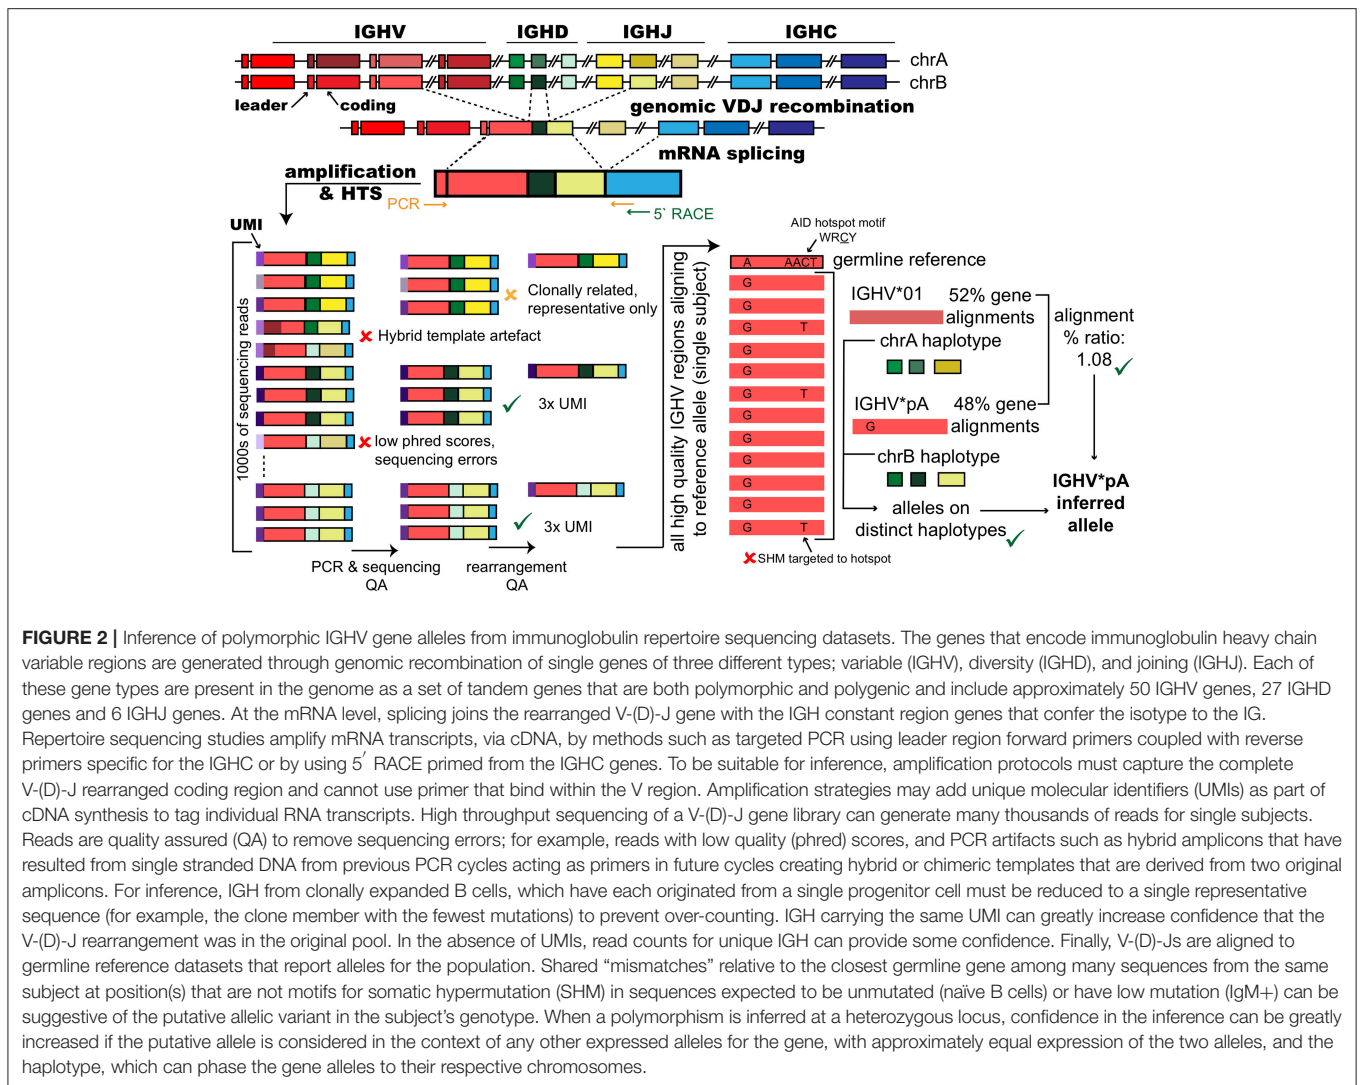 IGHV IGHD IGHJ IGHC
chrA
chrB
leader coding
genomic VDJ recombination
mRNA splicing
amplification
& HTS
PCR
5` RACE
UMI
1000s of sequencing reads
Hybrid template artefact
low phred scores,
sequencing errors
PCR & sequencing
QA
Clonally related,
representative only
3x UMI
3x UMI
rearrangement
QA
all high quality IGHV regions aligning
to reference allele (single subject)
AID hotspot motif
WRCY
A AACT germline reference
G
G
G T
G
G
G T
G
G
G
G
G
G T
SHM targeted to hotspot
IGHV*01 52% gene
alignments
chrA haplotype
IGHV*pA 48% gene
G alignments
chrB haplotype
alleles on
distinct haplotypes
alignment
% ratio:
1.08
IGHV*pA
inferred
allele
FIGURE 2 | Inference of polymorphic IGHV gene alleles from immunoglobulin repertoire sequencing datasets. The genes that encode immunoglobulin heavy chain
variable regions are generated through genomic recombination of single genes of three different types; variable (IGHV), diversity (IGHD), and joining (IGHJ). Each of
these gene types are present in the genome as a set of tandem genes that are both polymorphic and polygenic and include approximately 50 IGHV genes, 27 IGHD
genes and 6 IGHJ genes. At the mRNA level, splicing joins the rearranged V-(D)-J gene with the IGH constant region genes that confer the isotype to the IG.
Repertoire sequencing studies amplify mRNA transcripts, via cDNA, by methods such as targeted PCR using leader region forward primers coupled with reverse
primers specific for the IGHC or by using 5′ RACE primed from the IGHC genes. To be suitable for inference, amplification protocols must capture the complete
V-(D)-J rearranged coding region and cannot use primer that bind within the V region. Amplification strategies may add unique molecular identifiers (UMIs) as part of
cDNA synthesis to tag individual RNA transcripts. High throughput sequencing of a V-(D)-J gene library can generate many thousands of reads for single subjects.
Reads are quality assured (QA) to remove sequencing errors; for example, reads with low quality (phred) scores, and PCR artifacts such as hybrid amplicons that have
resulted from single stranded DNA from previous PCR cycles acting as primers in future cycles creating hybrid or chimeric templates that are derived from two original
amplicons. For inference, IGH from clonally expanded B cells, which have each originated from a single progenitor cell must be reduced to a single representative
sequence (for example, the clone member with the fewest mutations) to prevent over-counting. IGH carrying the same UMI can greatly increase confidence that the
V-(D)-J rearrangement was in the original pool. In the absence of UMIs, read counts for unique IGH can provide some confidence. Finally, V-(D)-Js are aligned to
germline reference datasets that report alleles for the population. Shared “mismatches” relative to the closest germline gene among many sequences from the same
subject at position(s) that are not motifs for somatic hypermutation (SHM) in sequences expected to be unmutated (naïve B cells) or have low mutation (IgM+) can be
suggestive of the putative allelic variant in the subject’s genotype. When a polymorphism is inferred at a heterozygous locus, confidence in the inference can be greatly
increased if the putative allele is considered in the context of any other expressed alleles for the gene, with approximately equal expression of the two alleles, and the
haplotype, which can phase the gene alleles to their respective chromosomes.